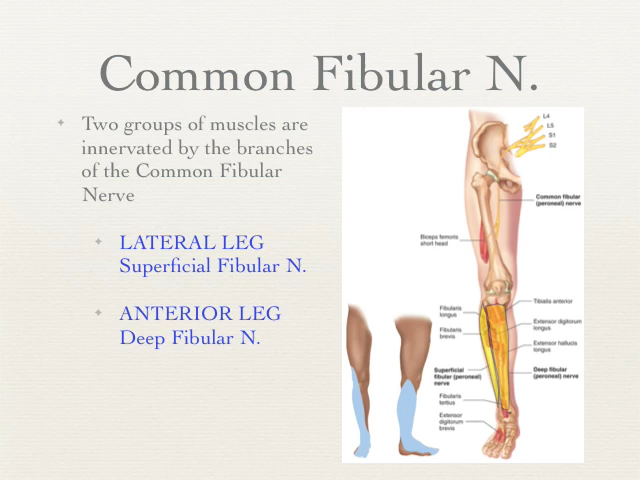 Common Fibular N.
Two groups of muscles are
innervated by the branches
of the Common Fibular
Nerve
LATERAL LEG
Superficial Fibular N.
ANTERIOR LEG
Deep Fibular N.
L4
L5
S1
S2
Common fibular
(peroneal) nerve
Biceps femoris
short head
Fibularis
longus
Fibularis
brevis
Superficial
fibular (peroneal)
nerve
Fibularis
tertius
Extensor
digitorum
brevis
Tibialis anterior
Extensor digitorum
longus
Extensor hallucis
longus
Deep fibular
(peroneal) nerve